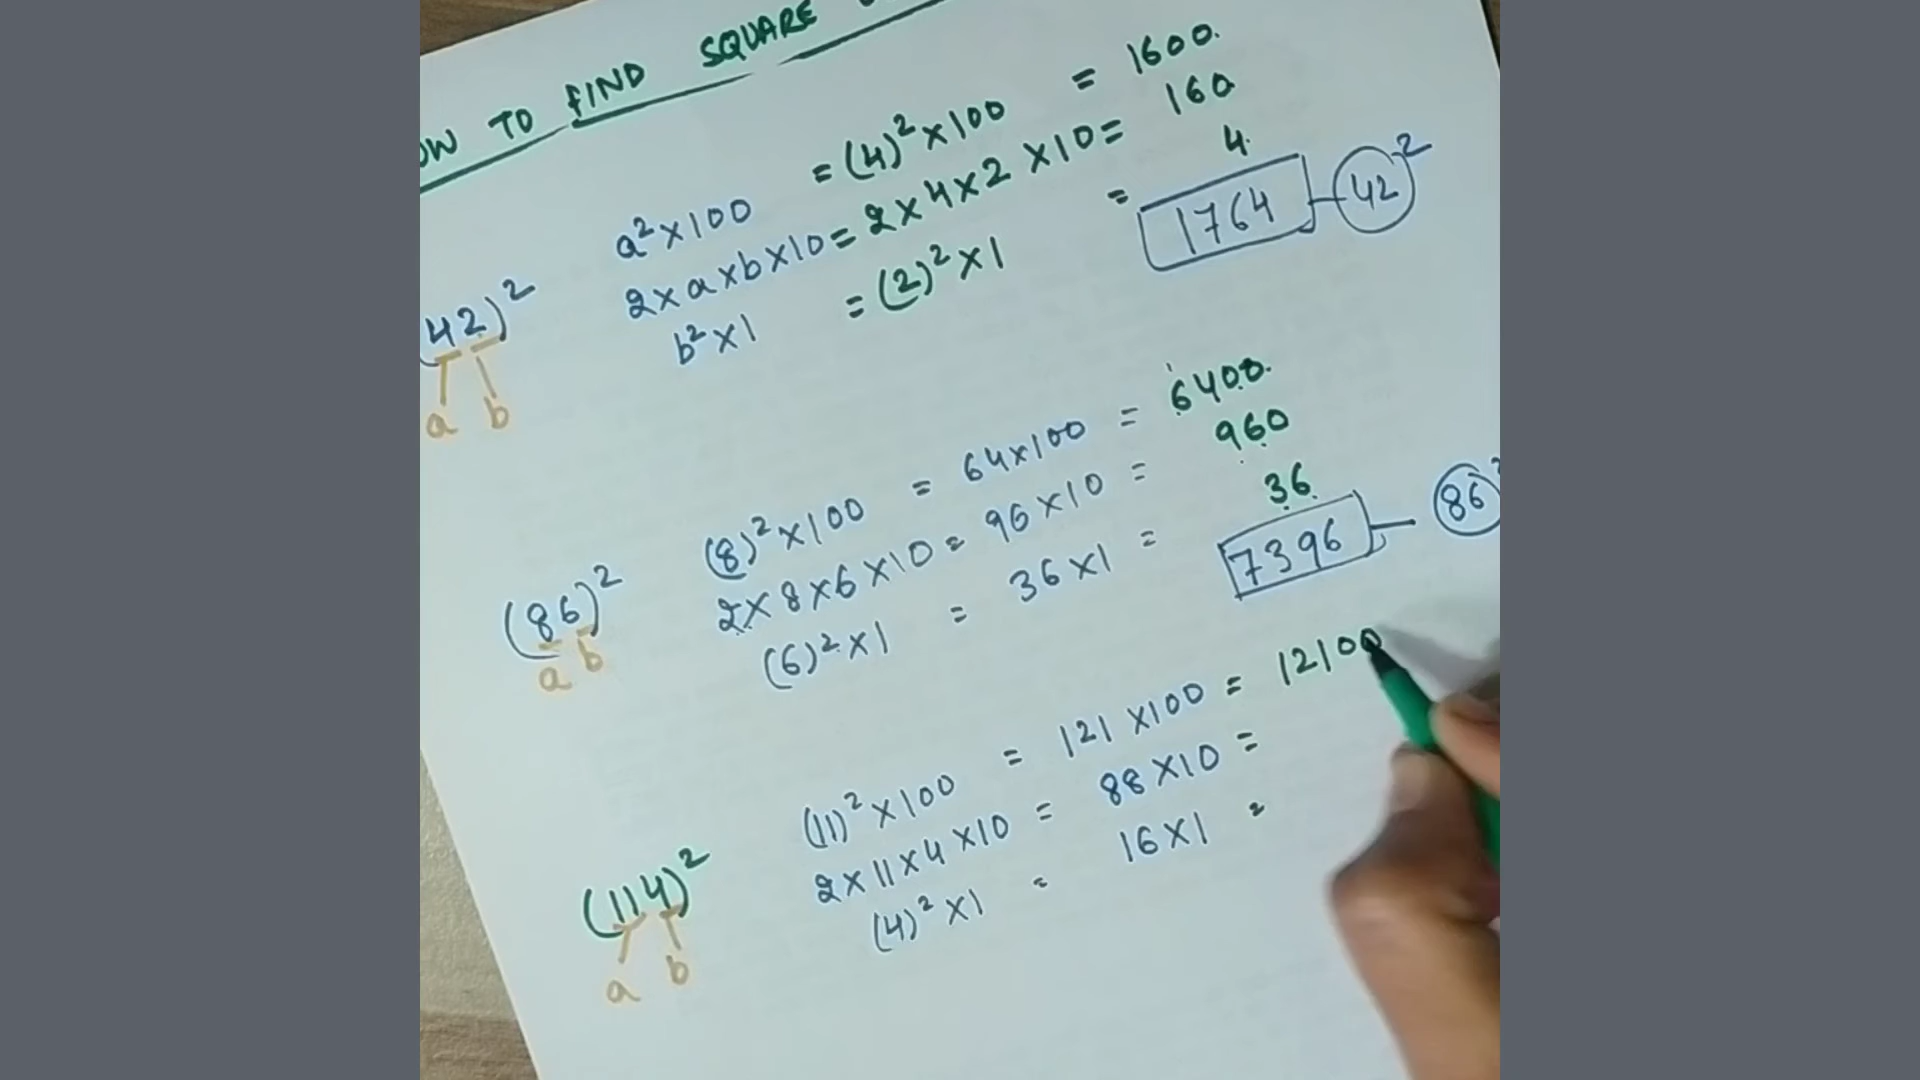 TO FIND SQUARE
a²×100 = (4)²×100 = 1600.
2×a×b×10 = 2×4×2×10 = 160
b²×1 = (2)²×1 = 4.
1764 - (42)²
(42)²
a b
(8)²×100 = 64×100 = 6400.
2×8×6×10 = 96×10 = 960
(6)²×1 = 36×1 = 36.
7396 - 86
(86)²
a b
(11)²×100 = 121×100 = 12100
2×11×4×10 = 88×10 =
(4)²×1 = 16×1 =
(114)²
a b